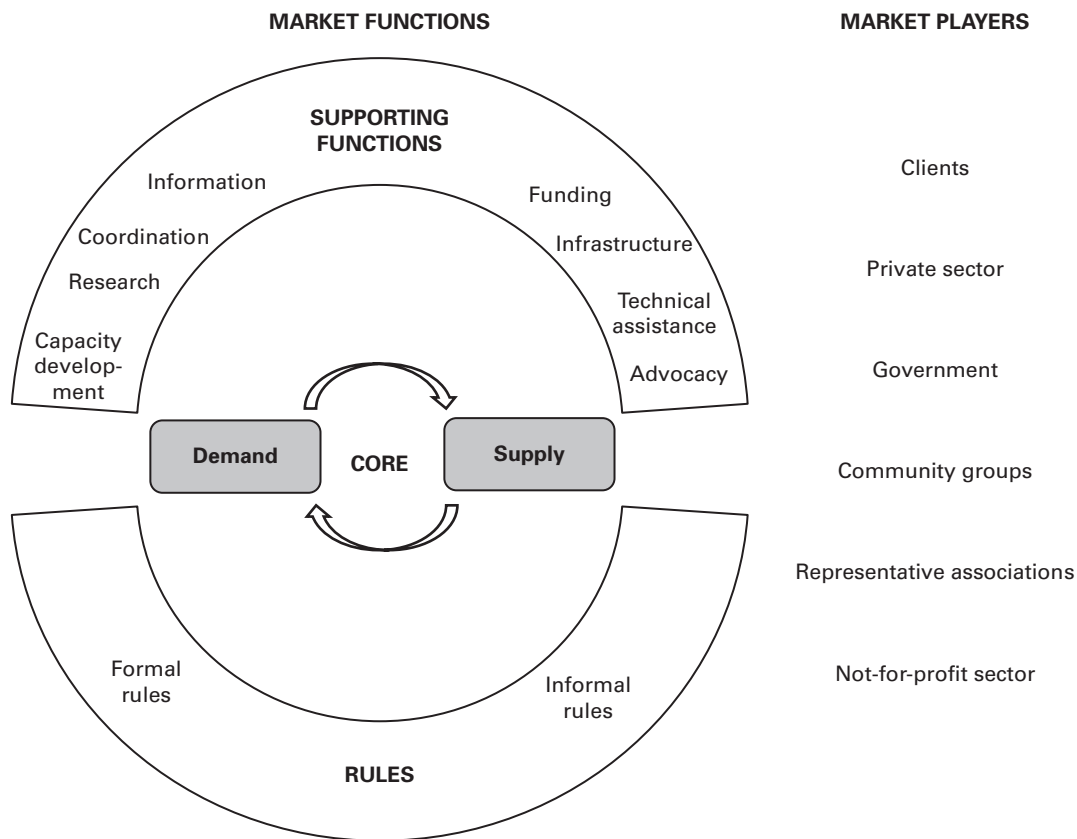 MARKET FUNCTIONS
MARKET PLAYERS
SUPPORTING
FUNCTIONS
Information
Coordination
Research
Capacity
develop-
ment
Funding
Infrastructure
Technical
assistance
Advocacy
Demand
CORE
Supply
Formal
rules
Informal
rules
RULES
Clients
Private sector
Government
Community groups
Representative associations
Not-for-profit sector